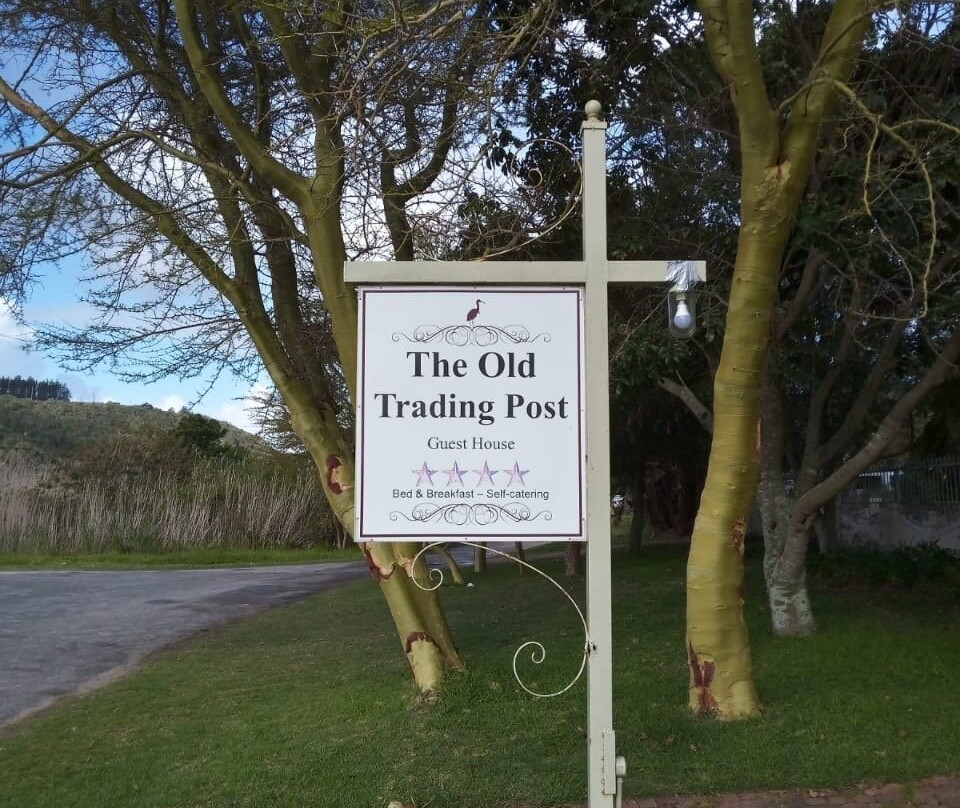 The Old
Trading Post
Guest House
Bed & Breakfast – Self-catering